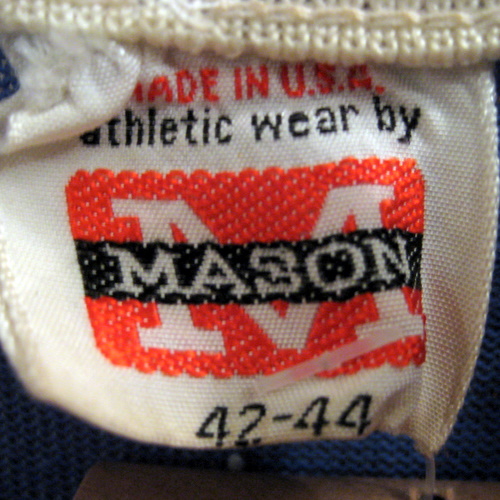 MADE IN U.S.A.
athletic wear by
M
MASON
42-44